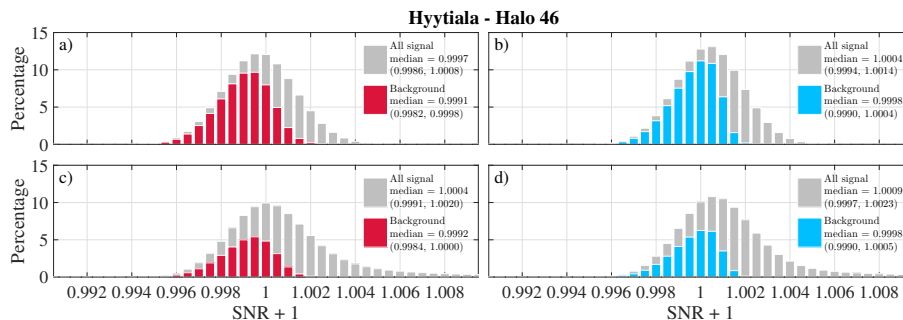 Hyytiala - Halo 46
Percentage
15
10
5
0
a)
All signal
median = 0.9997
(0.9986, 1.0008)
Background
median = 0.9991
(0.9982, 0.9998)
b)
All signal
median = 1.0004
(0.9994, 1.0014)
Background
median = 0.9998
(0.9990, 1.0004)
Percentage
15
10
5
0
c)
All signal
median = 1.0004
(0.9991, 1.0020)
Background
median = 0.9992
(0.9984, 1.0000)
d)
All signal
median = 1.0009
(0.9997, 1.0023)
Background
median = 0.9998
(0.9990, 1.0005)
0.992 0.994 0.996 0.998 1 1.002 1.004 1.006 1.008
0.992 0.994 0.996 0.998 1 1.002 1.004 1.006 1.008
SNR + 1
SNR + 1